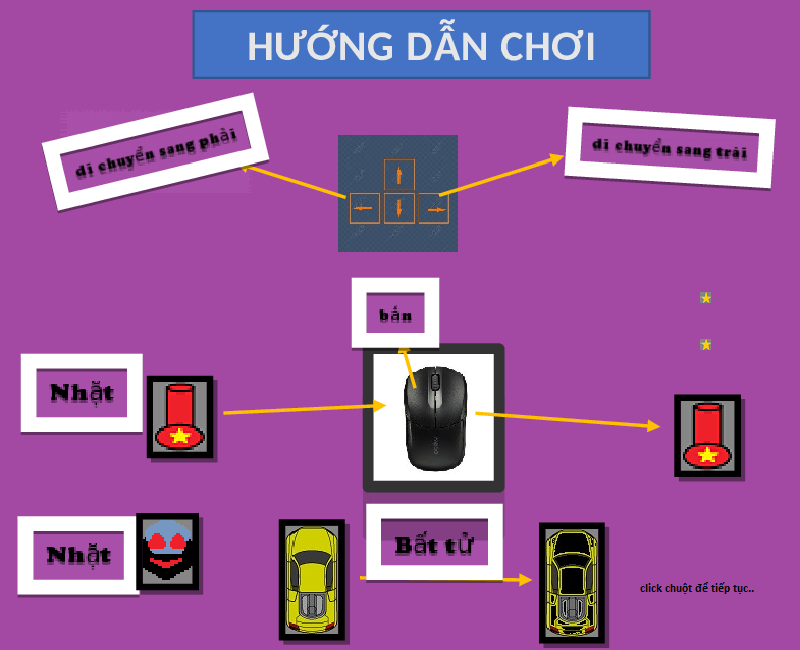 HƯỚNG DẪN CHƠI
di chuyển sang phải
di chuyển sang trái
bắn
Nhặt
Nhặt
Bất tử
click chuột để tiếp tục..